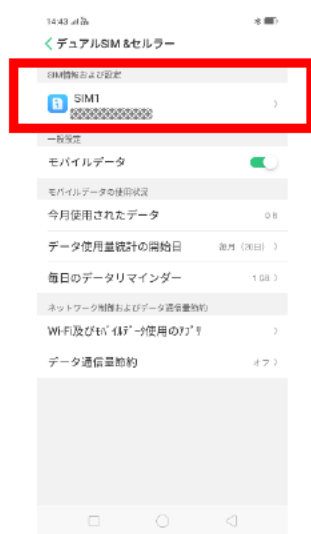 14:43
デュアルSIM &セルラー
SIM情報および設定
SIM1
一般設定
モバイルデータ
モバイルデータの使用状況
今月使用されたデータ 0 B
データ使用量統計の開始日 毎月 (20日)
毎日のデータリマインダー 1 GB
ネットワーク制御およびデータ通信量節約
Wi-Fi及びモバイルデータ使用のアプリ
データ通信量節約 オフ